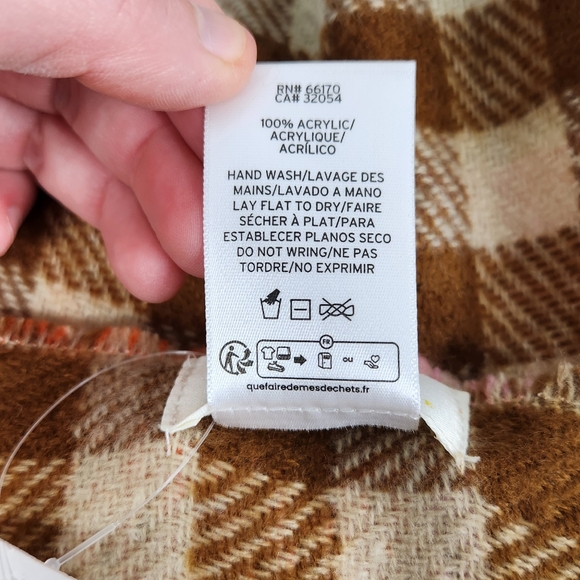 RN# 66170
CA# 32054
100% ACRYLIC/
ACRYLIQUE/
ACRÍLICO
HAND WASH/LAVAGE DES
MAINS/LAVADO A MANO
LAY FLAT TO DRY/FAIRE
SÉCHER À PLAT/PARA
ESTABLECER PLANOS SECO
DO NOT WRING/NE PAS
TORDRE/NO EXPRIMIR
FR
OU
quefairedemesdechets.fr